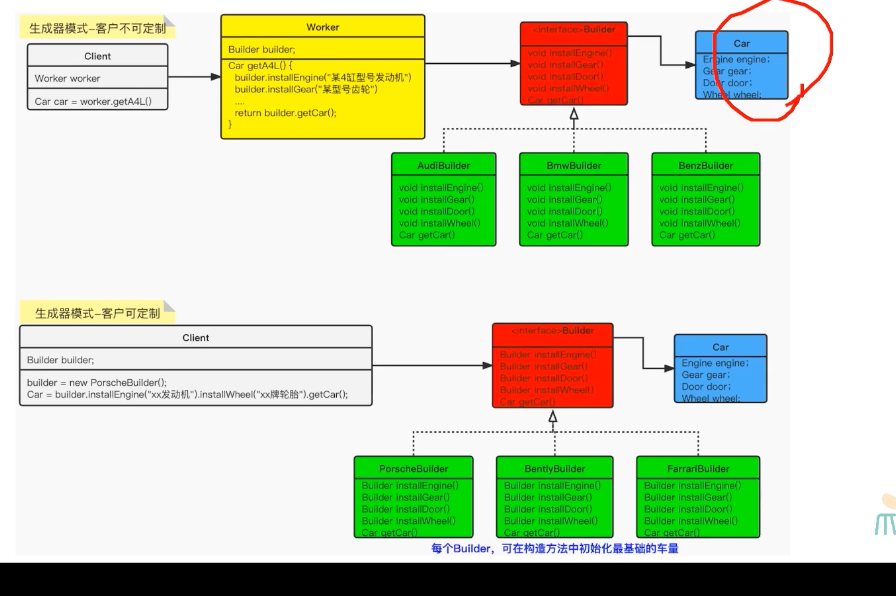 生成器模式-客户不可定制
Client
Worker worker
Car car = worker.getA4L()
Worker
Builder builder;
Car getA4L() {
builder.installEngine("某4缸型号发动机")
builder.installGear("某型号齿轮")
....
return builder.getCar();
}
<interface>Builder
void installEngine()
void installGear()
void installDoor()
void installWheel()
Car getCar()
Car
Engine engine;
Gear gear;
Door door;
Wheel wheel;
AudiBuilder
void installEngine()
void installGear()
void installDoor()
void installWheel()
Car getCar()
BmwBuilder
void installEngine()
void installGear()
void installDoor()
void installWheel()
Car getCar()
BenzBuilder
void installEngine()
void installGear()
void installDoor()
void installWheel()
Car getCar()
生成器模式-客户可定制
Client
Builder builder;
builder = new PorscheBuilder();
Car = builder.installEngine("xx发动机").installWheel("xx牌轮胎").getCar();
<interface>Builder
Builder installEngine()
Builder installGear()
Builder installDoor()
Builder installWheel()
Car getCar()
Car
Engine engine;
Gear gear;
Door door;
Wheel wheel;
PorscheBuilder
Builder installEngine()
Builder installGear()
Builder installDoor()
Builder installWheel()
Car getCar()
BentlyBuilder
Builder installEngine()
Builder installGear()
Builder installDoor()
Builder installWheel()
Car getCar()
FarrariBuilder
Builder installEngine()
Builder installGear()
Builder installDoor()
Builder installWheel()
Car getCar()
每个Builder，可在构造方法中初始化最基础的车量